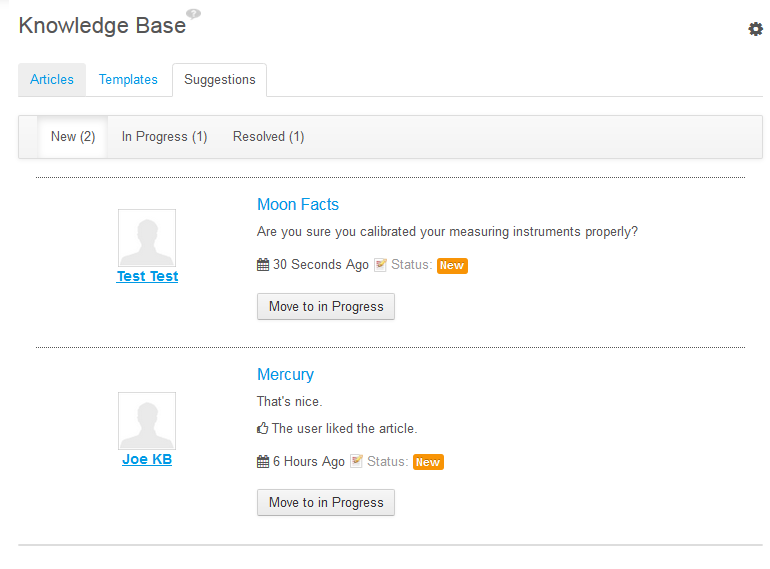 Knowledge Base ?
Articles Templates Suggestions
New (2) In Progress (1) Resolved (1)
Moon Facts
Are you sure you calibrated your measuring instruments properly?
30 Seconds Ago Status: New
Test Test
Move to in Progress
Mercury
That's nice.
The user liked the article.
6 Hours Ago Status: New
Joe KB
Move to in Progress